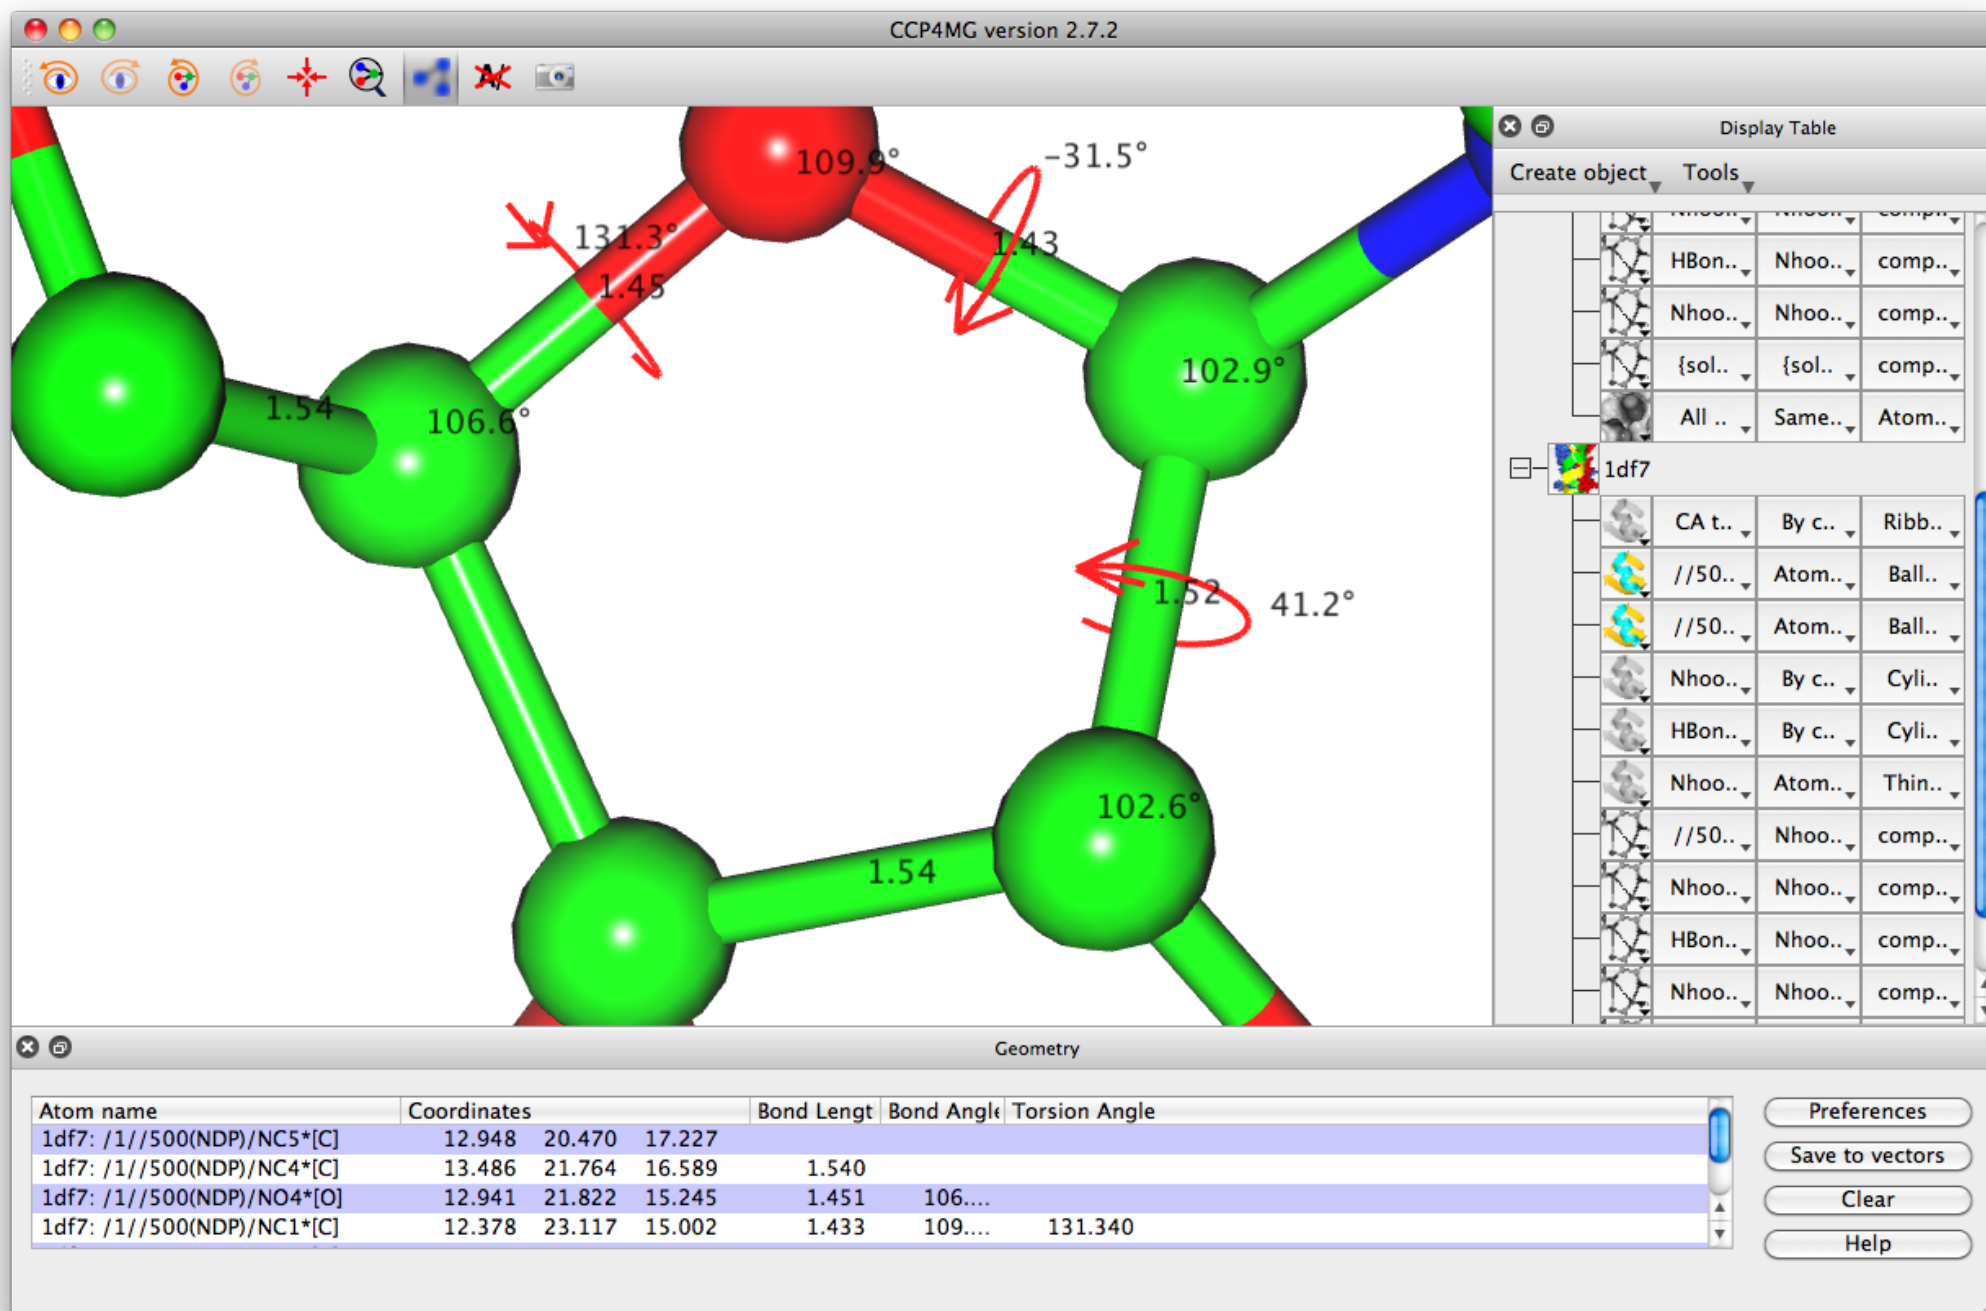 CCP4MG version 2.7.2
109.9°
-31.5°
131.3°
1.43
1.45
102.9°
1.54
106.6°
1.52
41.2°
102.6°
1.54
Display Table
Create object Tools
HBon.. Nhoo.. comp..
Nhoo.. Nhoo.. comp..
{sol.. {sol.. comp..
All .. Same.. Atom..
1df7
CA t.. By c.. Ribb..
//50.. Atom.. Ball..
//50.. Atom.. Ball..
Nhoo.. By c.. Cyli..
HBon.. By c.. Cyli..
Nhoo.. Atom.. Thin..
//50.. Nhoo.. comp..
Nhoo.. Nhoo.. comp..
HBon.. Nhoo.. comp..
Nhoo.. Nhoo.. comp..
Geometry
Atom name Coordinates Bond Lengt Bond Angle Torsion Angle
1df7: /1//500(NDP)/NC5*[C] 12.948 20.470 17.227
1df7: /1//500(NDP)/NC4*[C] 13.486 21.764 16.589 1.540
1df7: /1//500(NDP)/NO4*[O] 12.941 21.822 15.245 1.451 106....
1df7: /1//500(NDP)/NC1*[C] 12.378 23.117 15.002 1.433 109.... 131.340
Preferences
Save to vectors
Clear
Help